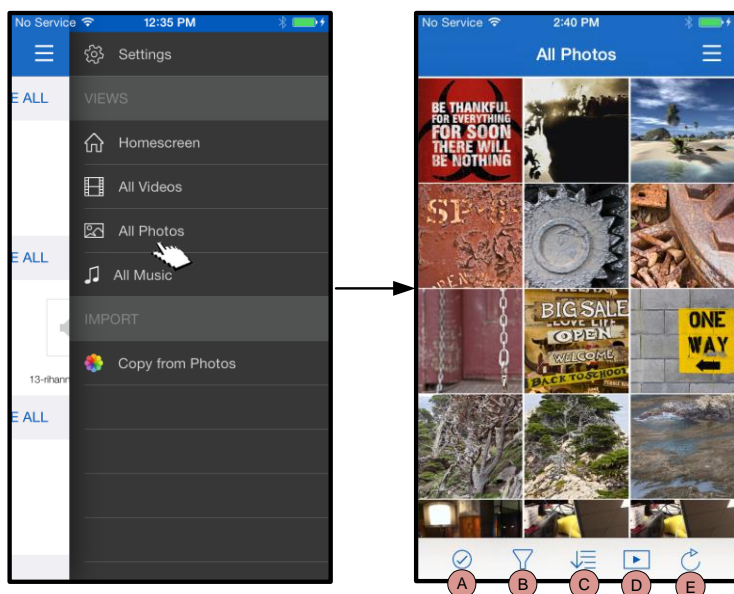 No Service 12:35 PM
Settings
E ALL
VIEWS
Homescreen
All Videos
All Photos
E ALL
All Music
IMPORT
Copy from Photos
13-rihann
E ALL
No Service 2:40 PM
All Photos
BE THANKFUL
FOR EVERYTHING
FOR SOON
THERE WILL
BE NOTHING
BIG SALE
LOVE LIFE
OPEN
WELCOME
BACK TO SCHOOL
ONE
WAY
A B C D E